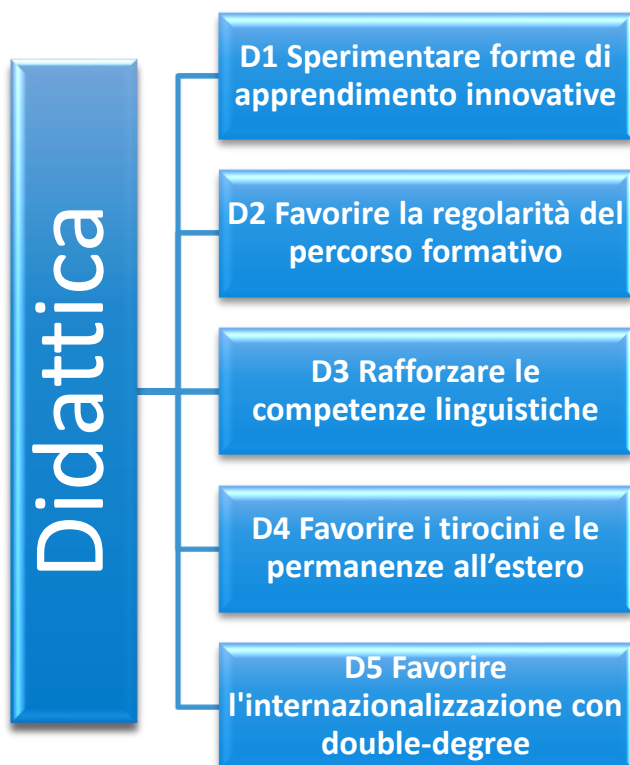 Didattica
D1 Sperimentare forme di
apprendimento innovative
D2 Favorire la regolarità del
percorso formativo
D3 Rafforzare le
competenze linguistiche
D4 Favorire i tirocini e le
permanenze all’estero
D5 Favorire
l'internazionalizzazione con
double-degree